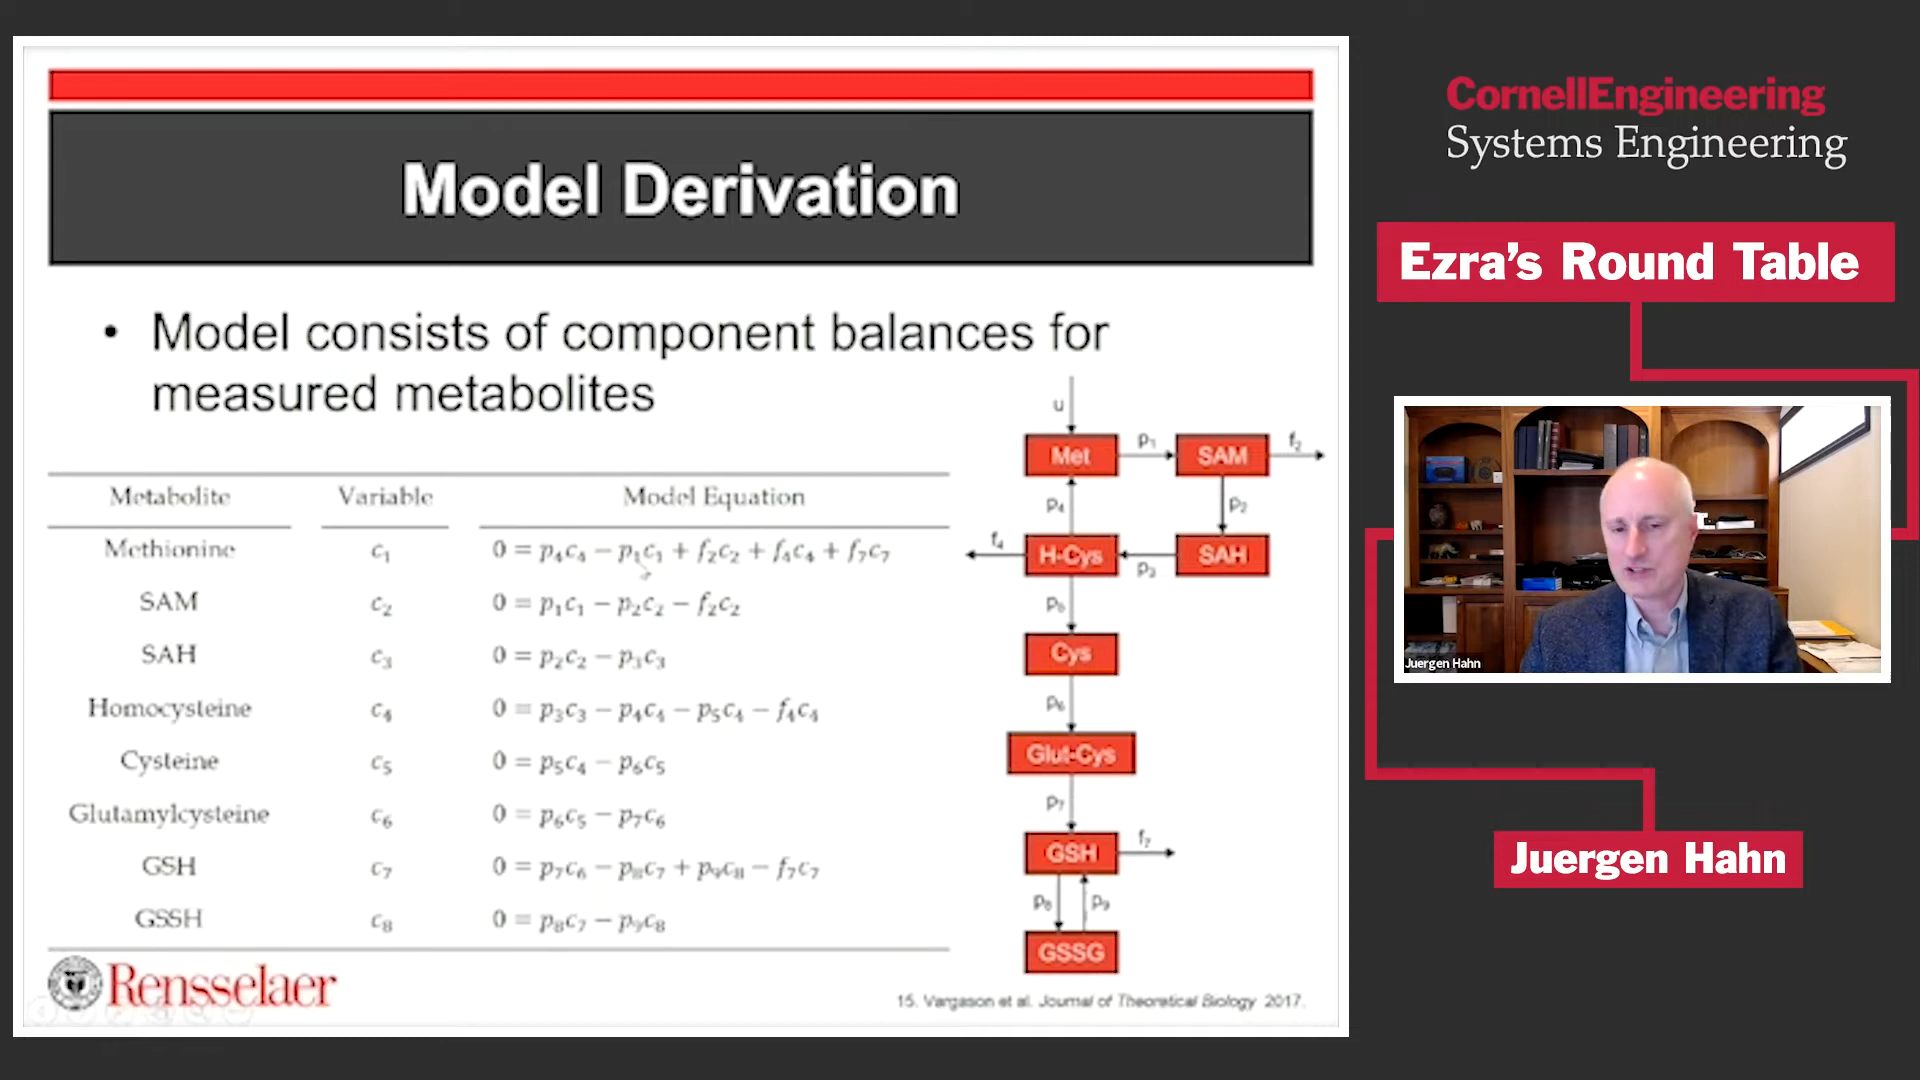 Model Derivation
• Model consists of component balances for
measured metabolites
Metabolite Variable Model Equation
Methionine c₁ 0 = p₄c₄ − p₁c₁ + f₂c₂ + f₄c₄ + f₇c₇
SAM c₂ 0 = p₁c₁ − p₂c₂ − f₂c₂
SAH c₃ 0 = p₂c₂ − p₃c₃
Homocysteine c₄ 0 = p₃c₃ − p₄c₄ − p₅c₄ − f₄c₄
Cysteine c₅ 0 = p₅c₄ − p₆c₅
Glutamylcysteine c₆ 0 = p₆c₅ − p₇c₆
GSH c₇ 0 = p₇c₆ − p₈c₇ + p₉c₈ − f₇c₇
GSSH c₈ 0 = p₈c₇ − p₉c₈
u
Met p₁ SAM f₂
p₄ p₂
f₄ H-Cys p₃ SAH
Cys
p₆
Glut-Cys
p₇
GSH f₇
p₈ p₉
GSSG
Rensselaer
15. Vargason et al. Journal of Theoretical Biology 2017.
CornellEngineering
Systems Engineering
Ezra's Round Table
Juergen Hahn
Juergen Hahn